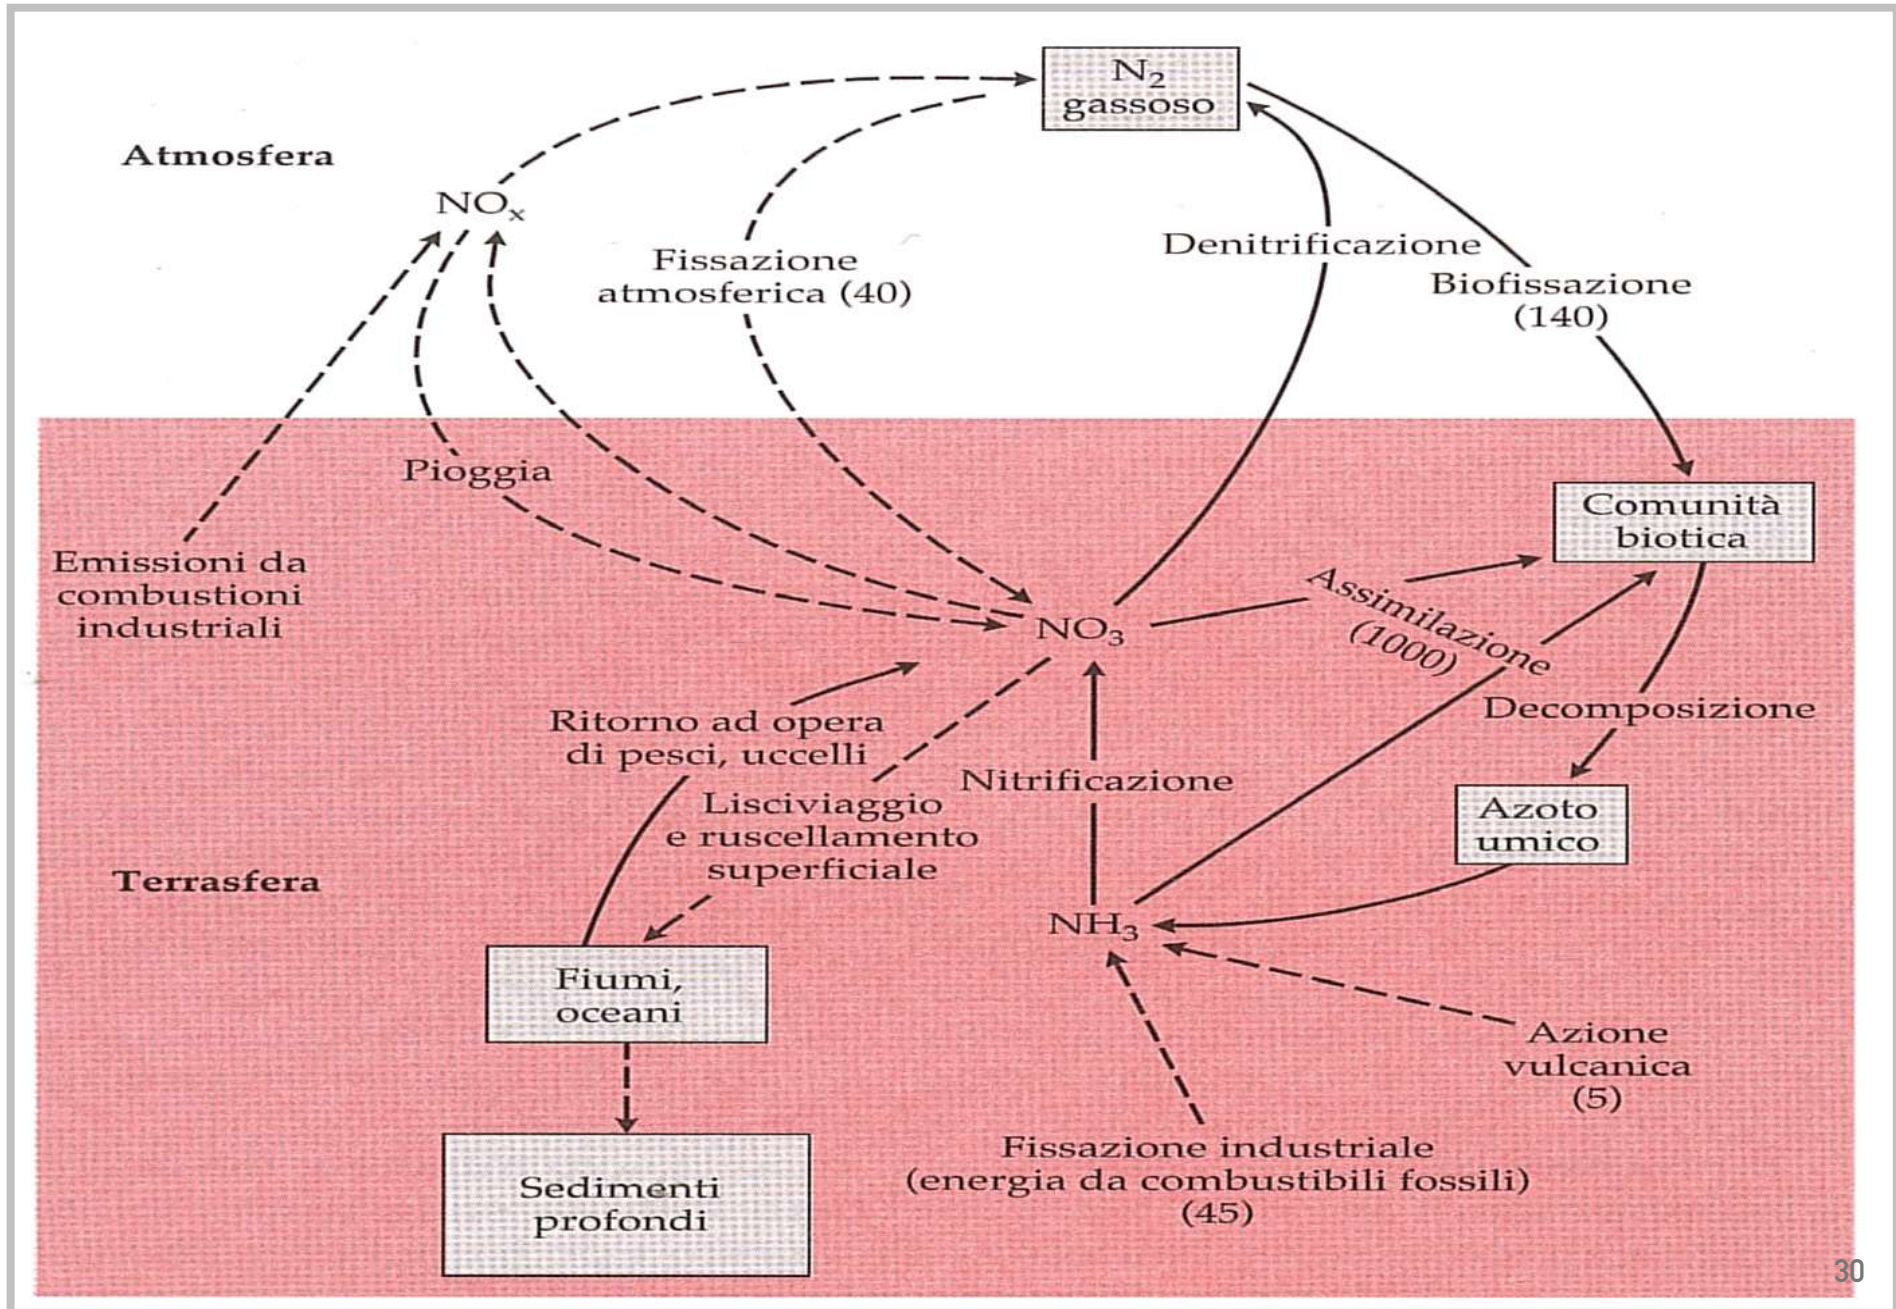 N₂
gassoso
Atmosfera
NOₓ
Fissazione
atmosferica (40)
Denitrificazione
Biofissazione
(140)
Pioggia
Comunità
biotica
Emissioni da
combustioni
industriali
NO₃
Assimilazione
(1000)
Ritorno ad opera
di pesci, uccelli
Decomposizione
Nitrificazione
Lisciviaggio
e ruscellamento
superficiale
Azoto
umico
Terrasfera
NH₃
Fiumi,
oceani
Azione
vulcanica
(5)
Fissazione industriale
(energia da combustibili fossili)
(45)
Sedimenti
profondi
30